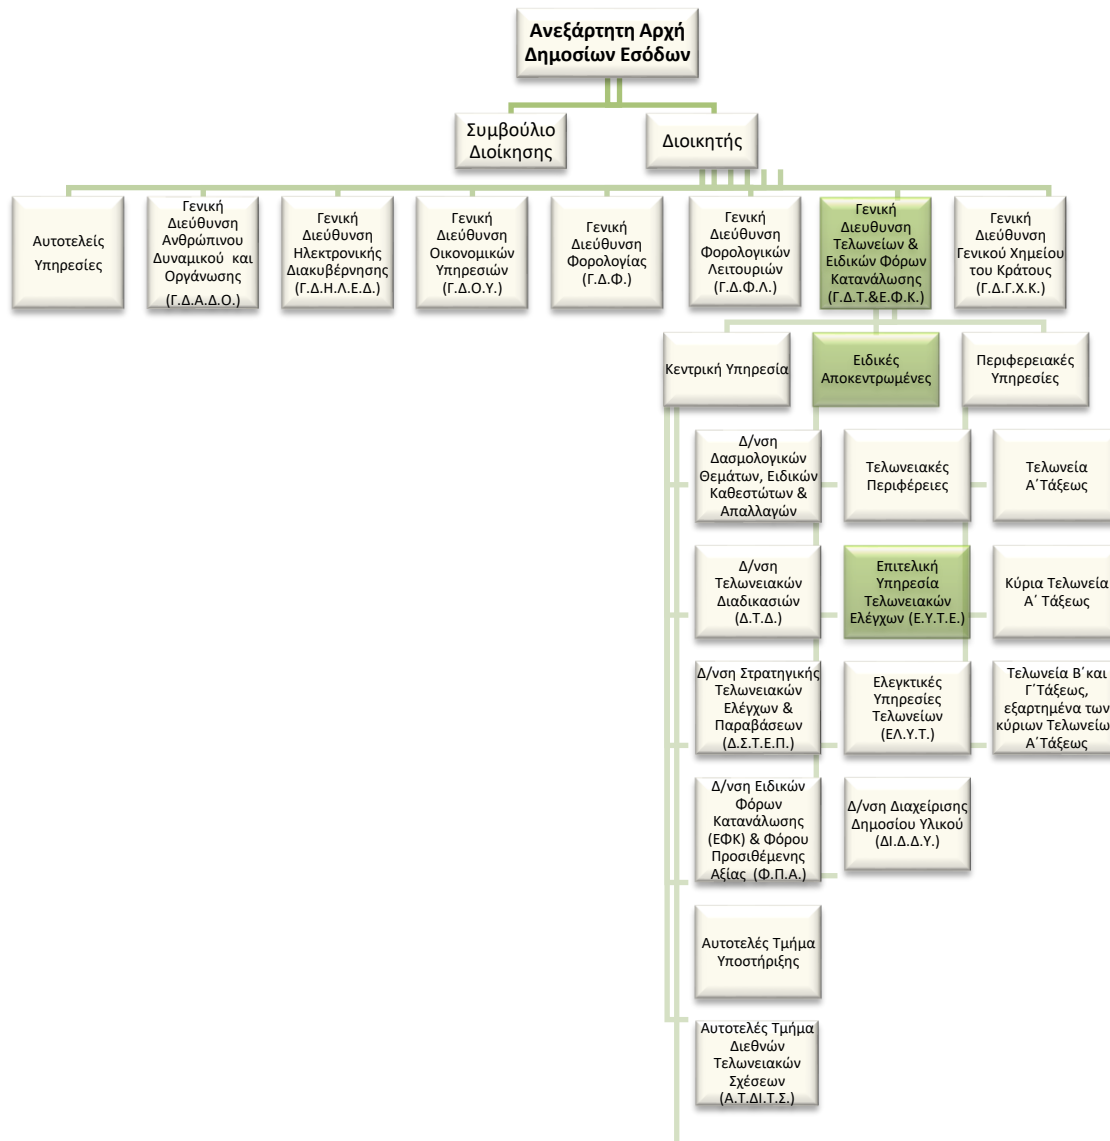 Ανεξάρτητη Αρχή
Δημοσίων Εσόδων
Συμβούλιο
Διοίκησης
Διοικητής
Αυτοτελείς
Υπηρεσίες
Γενική
Διεύθυνση
Ανθρώπινου
Δυναμικού και
Οργάνωσης
(Γ.Δ.Α.Δ.Ο.)
Γενική
Διεύθυνση
Ηλεκτρονικής
Διακυβέρνησης
(Γ.Δ.Η.Λ.Ε.Δ.)
Γενική
Διεύθυνση
Οικονομικών
Υπηρεσιών
(Γ.Δ.Ο.Υ.)
Γενική
Διεύθυνση
Φορολογίας
(Γ.Δ.Φ.)
Γενική
Διεύθυνση
Φορολογικών
Λειτουριών
(Γ.Δ.Φ.Λ.)
Γενική
Διευθυνση
Τελωνείων &
Ειδικών Φόρων
Κατανάλωσης
(Γ.Δ.Τ.&Ε.Φ.Κ.)
Γενική
Διεύθυνση
Γενικού Χημείου
του Κράτους
(Γ.Δ.Γ.Χ.Κ.)
Κεντρική Υπηρεσία
Ειδικές
Αποκεντρωμένες
Περιφερειακές
Υπηρεσίες
Δ/νση
Δασμολογικών
Θεμάτων, Ειδικών
Καθεστώτων &
Απαλλαγών
Τελωνειακές
Περιφέρειες
Τελωνεία
Α΄Τάξεως
Δ/νση
Τελωνειακών
Διαδικασιών
(Δ.Τ.Δ.)
Επιτελική
Υπηρεσία
Τελωνειακών
Ελέγχων (Ε.Υ.Τ.Ε.)
Κύρια Τελωνεία
Α΄ Τάξεως
Δ/νση Στρατηγικής
Τελωνειακών
Ελέγχων &
Παραβάσεων
(Δ.Σ.Τ.Ε.Π.)
Ελεγκτικές
Υπηρεσίες
Τελωνείων
(ΕΛ.Υ.Τ.)
Τελωνεία Β΄και
Γ΄Τάξεως,
εξαρτημένα των
κύριων Τελωνείων
Α΄Τάξεως
Δ/νση Ειδικών
Φόρων
Κατανάλωσης
(ΕΦΚ) & Φόρου
Προσιθέμενης
Αξίας (Φ.Π.Α.)
Δ/νση Διαχείρισης
Δημοσίου Υλικού
(ΔΙ.Δ.Δ.Υ.)
Αυτοτελές Τμήμα
Υποστήριξης
Αυτοτελές Τμήμα
Διεθνών
Τελωνειακών
Σχέσεων
(Α.Τ.ΔΙ.Τ.Σ.)